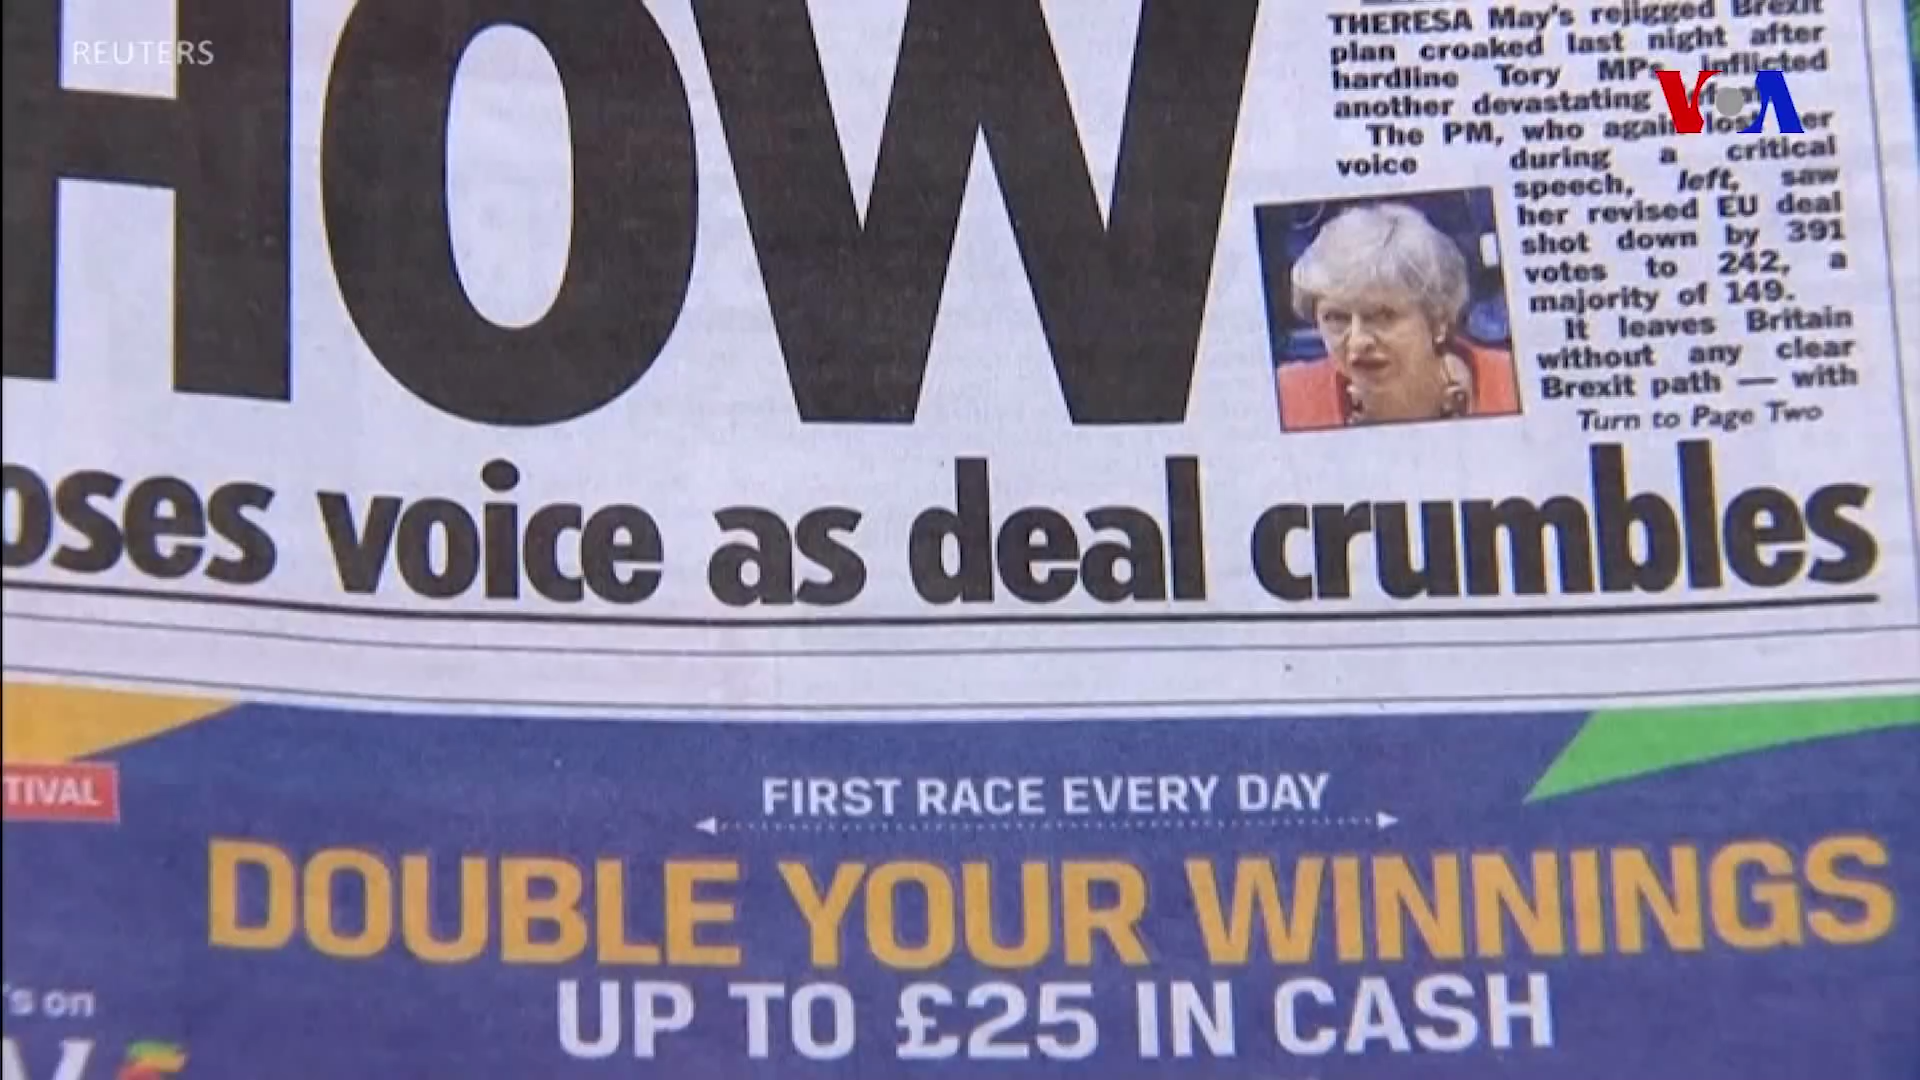 REUTERS
VOA
HOW
THERESA May's rejigged Brexit
plan croaked last night after
hardline Tory MPs inflicted
another devastating
The PM, who again lost her
voice during a critical
speech, left, saw
her revised EU deal
shot down by 391
votes to 242, a
majority of 149.
It leaves Britain
without any clear
Brexit path — with
Turn to Page Two
oses voice as deal crumbles
TIVAL
FIRST RACE EVERY DAY
DOUBLE YOUR WINNINGS
UP TO £25 IN CASH
's on